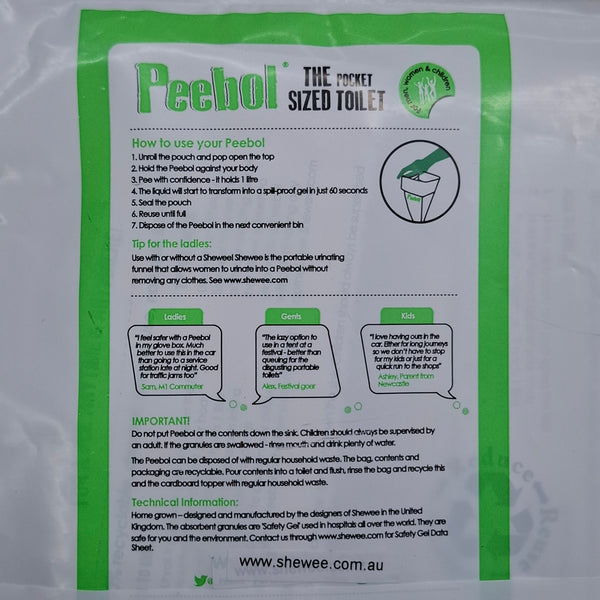 Peebol®
THE POCKET
SIZED TOILET
for men, women & children
How to use your Peebol
1. Unroll the pouch and pop open the top
2. Hold the Peebol against your body
3. Pee with confidence - it holds 1 litre
4. The liquid will start to transform into a spill-proof gel in just 60 seconds
5. Seal the pouch
6. Reuse until full
7. Dispose of the Peebol in the next convenient bin
Peebol
Tip for the ladies:
Use with or without a Shewee! Shewee is the portable urinating
funnel that allows women to urinate into a Peebol without
removing any clothes. See www.shewee.com
Ladies
"I feel safer with a Peebol
in my glove box. Much
better to use this in the car
than going to a service
station late at night. Good
for traffic jams too"
Sam, M1 Commuter
Gents
"The lazy option to
use in a tent at a
festival - better than
queuing for the
disgusting portable
toilets"
Alex, Festival goer
Kids
"I love having ours in the
car. Either for long journeys
so we don't have to stop
for my kids or just for a
quick run to the shops"
Ashley, Parent from
Newcastle
IMPORTANT!
Do not put Peebol or the contents down the sink. Children should always be supervised by
an adult. If the granules are swallowed - rinse mouth and drink plenty of water.
The Peebol can be disposed of with regular household waste. The bag, contents and
packaging are recyclable. Pour contents into a toilet and flush, rinse the bag and recycle this
and the cardboard topper with regular household waste.
Technical Information:
Home grown – designed and manufactured by the designers of Shewee in the United
Kingdom. The absorbent granules are 'Safety Gel' used in hospitals all over the world. They are
safe for you and the environment. Contact us through www.shewee.com for Safety Gel Data
Sheet.
www.shewee.com.au
Reduce – Reuse